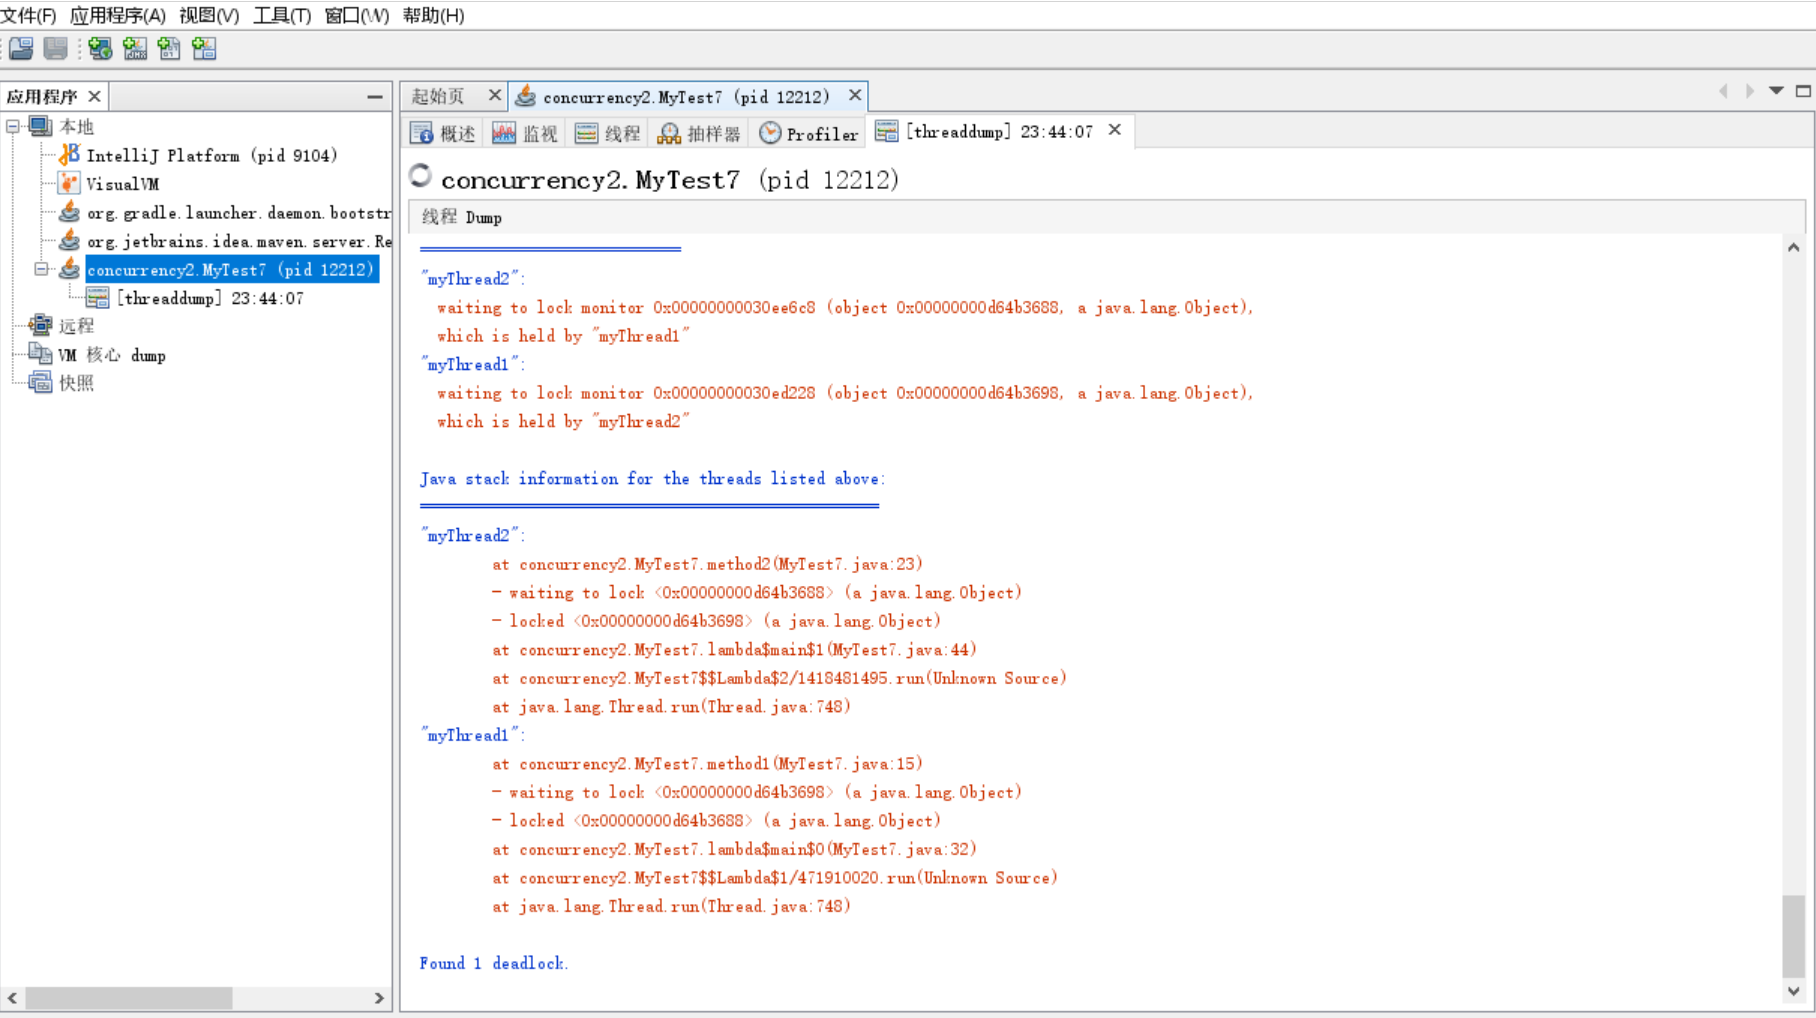 文件(F) 应用程序(A) 视图(V) 工具(T) 窗口(W) 帮助(H)
应用程序
本地
IntelliJ Platform (pid 9104)
VisualVM
org.gradle.launcher.daemon.bootstr
org.jetbrains.idea.maven.server.Re
concurrency2.MyTest7 (pid 12212)
[threaddump] 23:44:07
远程
VM 核心 dump
快照
起始页 concurrency2.MyTest7 (pid 12212)
概述 监视 线程 抽样器 Profiler [threaddump] 23:44:07
concurrency2.MyTest7 (pid 12212)
线程 Dump
=============================
"myThread2":
waiting to lock monitor 0x00000000030ee6c8 (object 0x00000000d64b3688, a java.lang.Object),
which is held by "myThread1"
"myThread1":
waiting to lock monitor 0x00000000030ed228 (object 0x00000000d64b3698, a java.lang.Object),
which is held by "myThread2"
Java stack information for the threads listed above:
===================================================
"myThread2":
at concurrency2.MyTest7.method2(MyTest7.java:23)
- waiting to lock <0x00000000d64b3688> (a java.lang.Object)
- locked <0x00000000d64b3698> (a java.lang.Object)
at concurrency2.MyTest7.lambda$main$1(MyTest7.java:44)
at concurrency2.MyTest7$$Lambda$2/1418481495.run(Unknown Source)
at java.lang.Thread.run(Thread.java:748)
"myThread1":
at concurrency2.MyTest7.method1(MyTest7.java:15)
- waiting to lock <0x00000000d64b3698> (a java.lang.Object)
- locked <0x00000000d64b3688> (a java.lang.Object)
at concurrency2.MyTest7.lambda$main$0(MyTest7.java:32)
at concurrency2.MyTest7$$Lambda$1/471910020.run(Unknown Source)
at java.lang.Thread.run(Thread.java:748)
Found 1 deadlock.